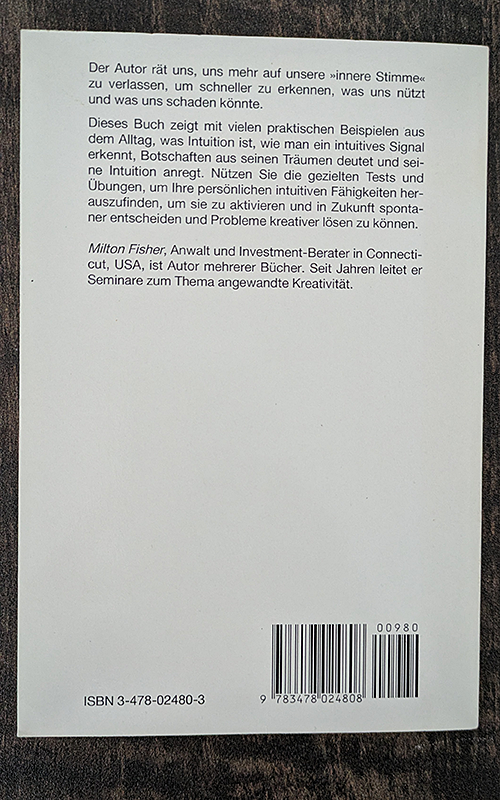 Der Autor rät uns, uns mehr auf unsere »innere Stimme«
zu verlassen, um schneller zu erkennen, was uns nützt
und was uns schaden könnte.
Dieses Buch zeigt mit vielen praktischen Beispielen aus
dem Alltag, was Intuition ist, wie man ein intuitives Signal
erkennt, Botschaften aus seinen Träumen deutet und sei-
ne Intuition anregt. Nützen Sie die gezielten Tests und
Übungen, um Ihre persönlichen intuitiven Fähigkeiten her-
auszufinden, um sie zu aktivieren und in Zukunft sponta-
ner entscheiden und Probleme kreativer lösen zu können.
Milton Fisher, Anwalt und Investment-Berater in Connecti-
cut, USA, ist Autor mehrerer Bücher. Seit Jahren leitet er
Seminare zum Thema angewandte Kreativität.
00980
ISBN 3-478-02480-3
9 783478 024808